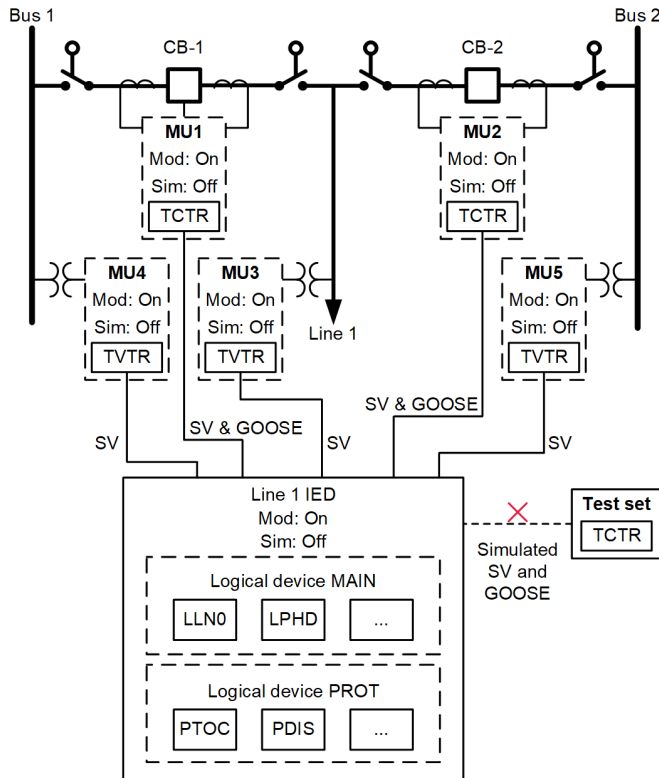 Bus 1
Bus 2
CB-1
CB-2
MU1
Mod: On
Sim: Off
TCTR
MU2
Mod: On
Sim: Off
TCTR
MU4
Mod: On
Sim: Off
TVTR
MU3
Mod: On
Sim: Off
TVTR
Line 1
MU5
Mod: On
Sim: Off
TVTR
SV
SV & GOOSE
SV
SV & GOOSE
SV
Line 1 IED
Mod: On
Sim: Off
Logical device MAIN
LLN0
LPHD
...
Logical device PROT
PTOC
PDIS
...
Simulated
SV and
GOOSE
Test set
TCTR